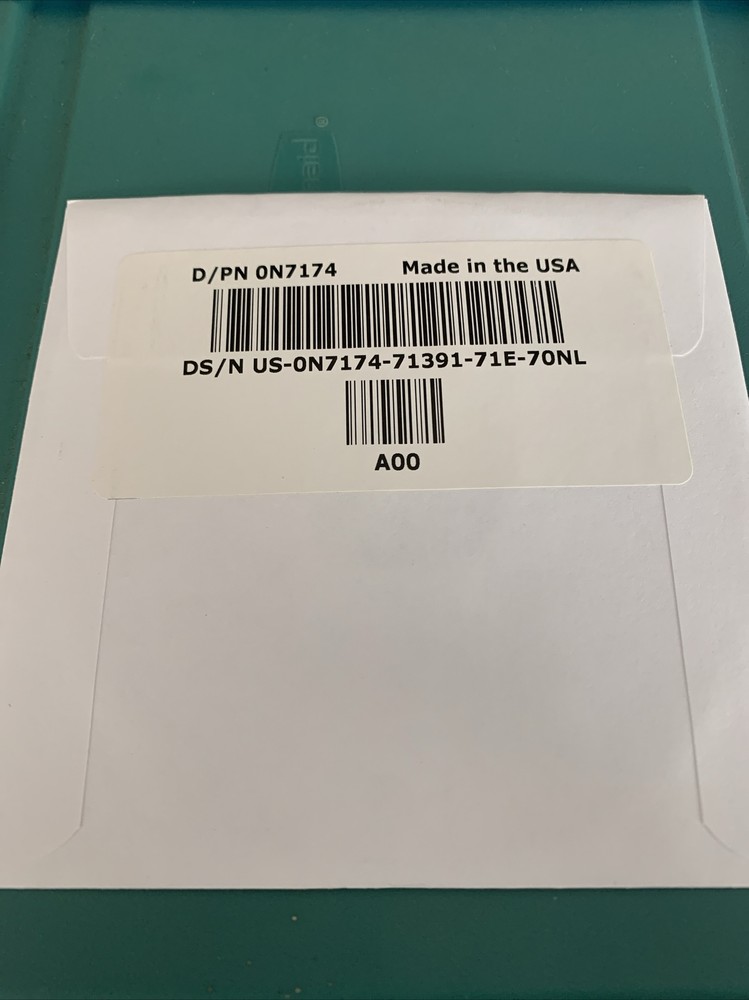 D/PN 0N7174 Made in the USA
DS/N US-0N7174-71391-71E-70NL
A00